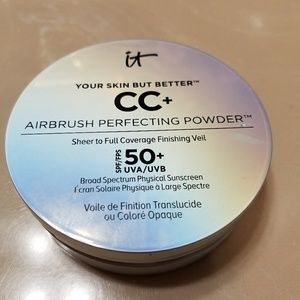 it
YOUR SKIN BUT BETTER™
CC+
AIRBRUSH PERFECTING POWDER™
Sheer to Full Coverage Finishing Veil
SPF/FPS 50+
UVA/UVB
Broad Spectrum Physical Sunscreen
Écran Solaire Physique à Large Spectre
Voile de Finition Translucide
ou Coloré Opaque